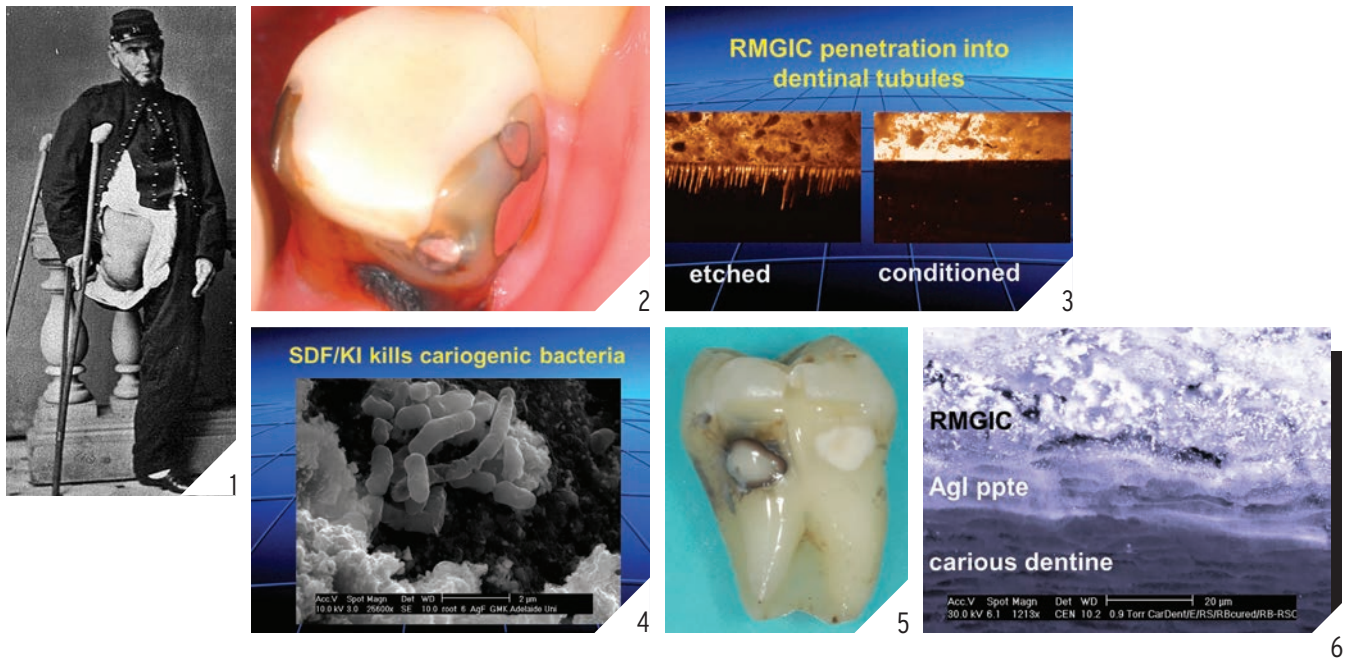 1
2
RMGIC penetration into
dentinal tubules
etched
conditioned
3
SDF/KI kills cariogenic bacteria
Acc.V Spot Magn Det WD 2 µm
10.0 kV 3.0 25600x SE 10.0 root 6 AgF GMK Adelaide Uni
4
5
RMGIC
AgI ppte
carious dentine
Acc.V Spot Magn Det WD 20 µm
30.0 kV 6.1 1213x CEN 10.2 0.9 Torr CarDent/E/RS/RBcured/RB-RSC
6